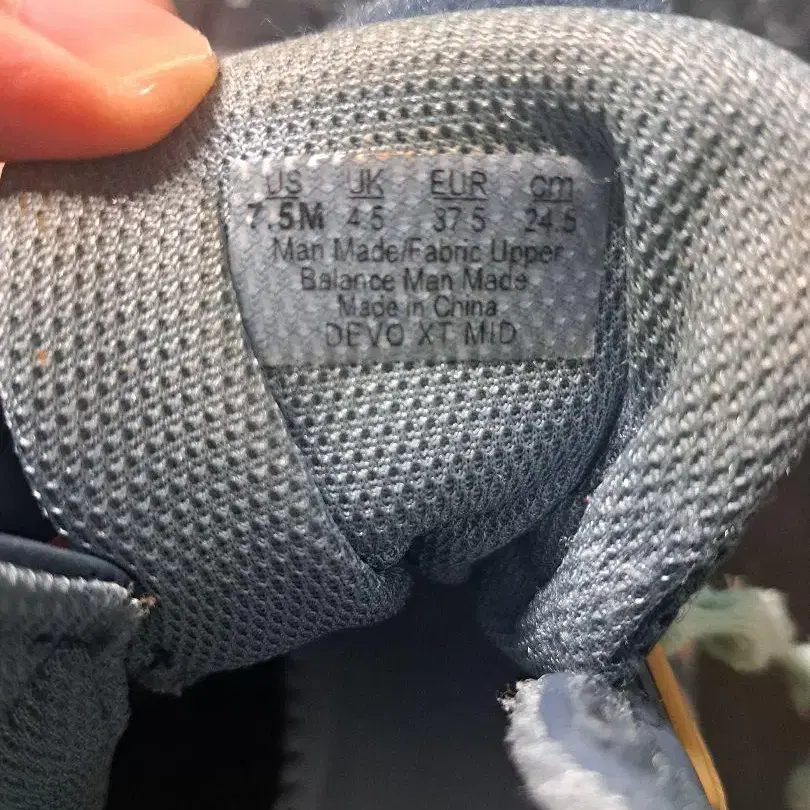 US UK EUR cm
7.5M 4.5 37.5 24.5
Man Made/Fabric Upper
Balance Man Made
Made in China
DEVO XT MID